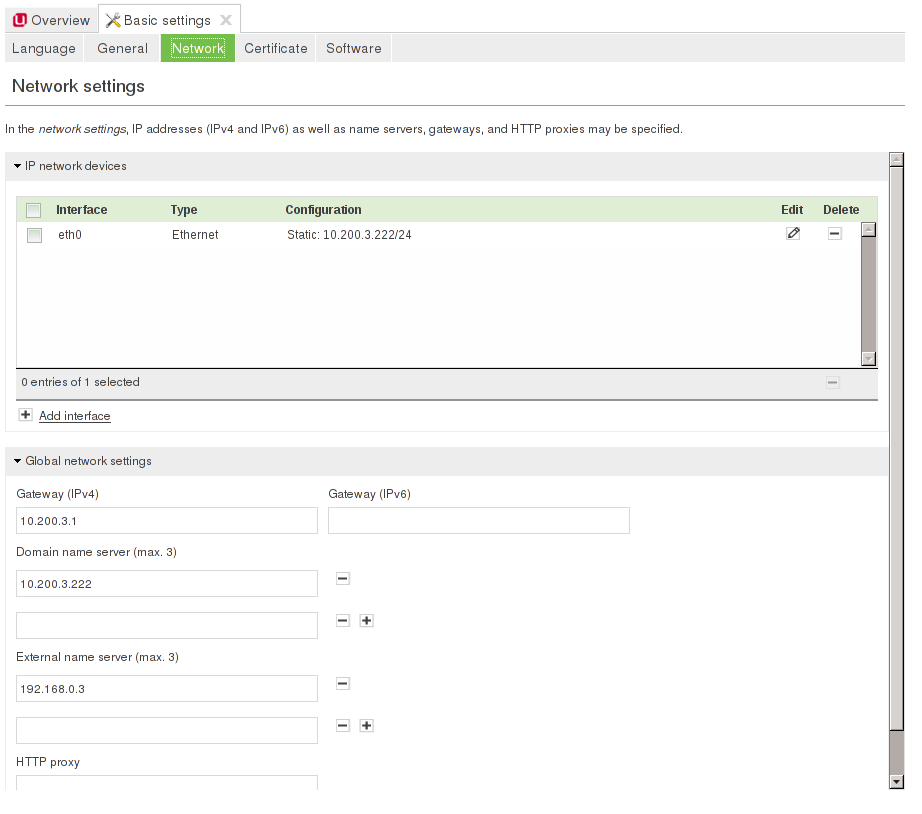 Overview Basic settings
Language General Network Certificate Software
Network settings
In the network settings, IP addresses (IPv4 and IPv6) as well as name servers, gateways, and HTTP proxies may be specified.
IP network devices
Interface Type Configuration Edit Delete
eth0 Ethernet Static: 10.200.3.222/24
0 entries of 1 selected
Add interface
Global network settings
Gateway (IPv4) Gateway (IPv6)
10.200.3.1
Domain name server (max. 3)
10.200.3.222
External name server (max. 3)
192.168.0.3
HTTP proxy